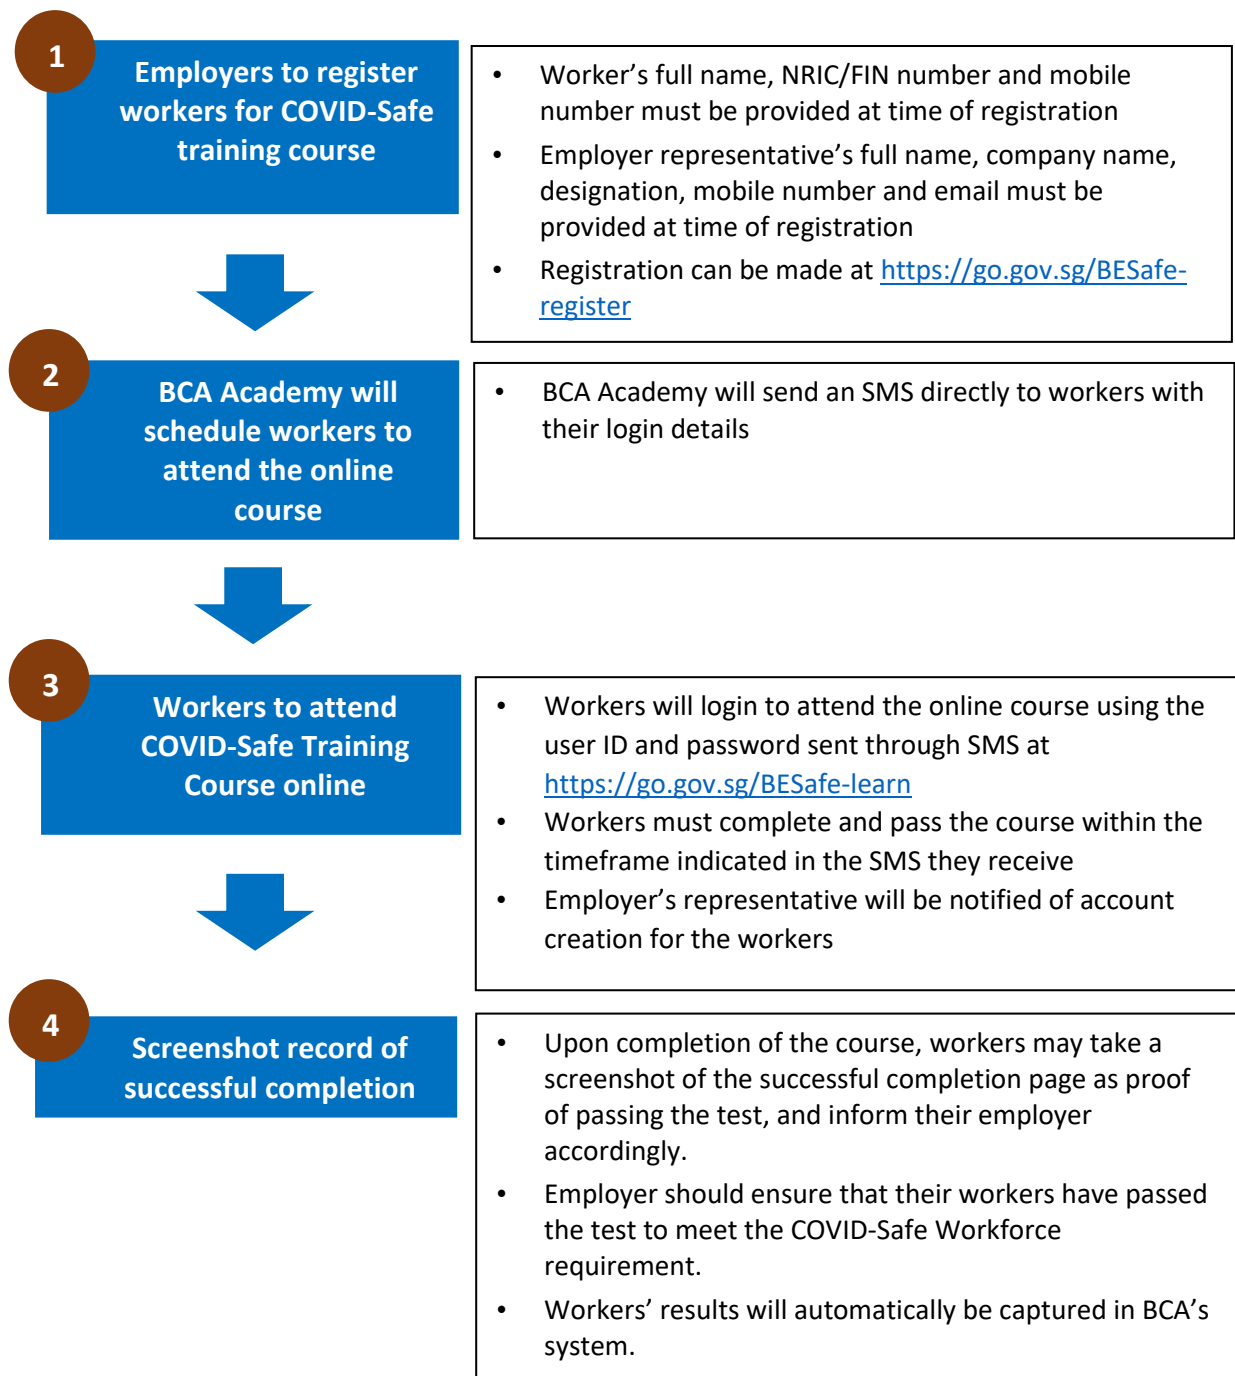 1
Employers to register
workers for COVID-Safe
training course
• Worker’s full name, NRIC/FIN number and mobile
number must be provided at time of registration
• Employer representative’s full name, company name,
designation, mobile number and email must be
provided at time of registration
• Registration can be made at https://go.gov.sg/BESafe-
register
2
BCA Academy will
schedule workers to
attend the online
course
• BCA Academy will send an SMS directly to workers with
their login details
3
Workers to attend
COVID-Safe Training
Course online
• Workers will login to attend the online course using the
user ID and password sent through SMS at
https://go.gov.sg/BESafe-learn
• Workers must complete and pass the course within the
timeframe indicated in the SMS they receive
• Employer’s representative will be notified of account
creation for the workers
4
Screenshot record of
successful completion
• Upon completion of the course, workers may take a
screenshot of the successful completion page as proof
of passing the test, and inform their employer
accordingly.
• Employer should ensure that their workers have passed
the test to meet the COVID-Safe Workforce
requirement.
• Workers’ results will automatically be captured in BCA’s
system.